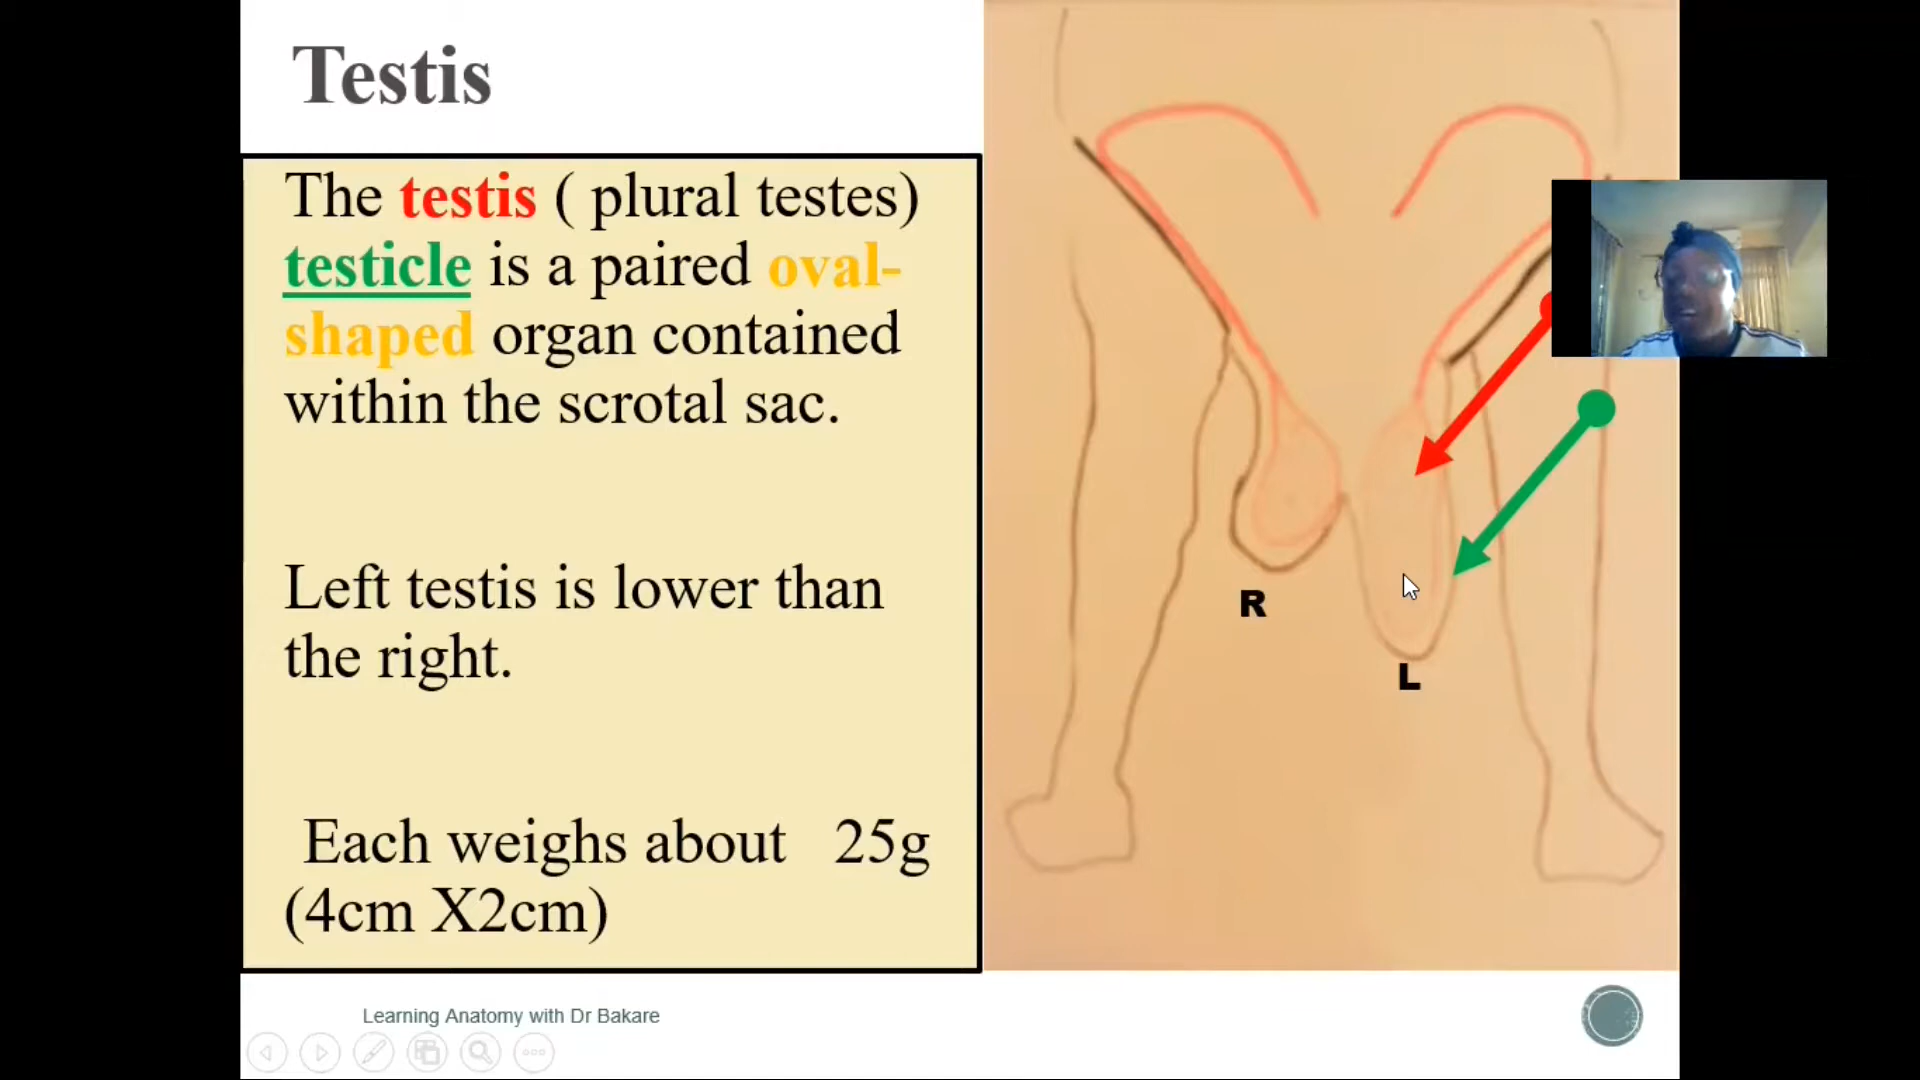 Testis
The testis ( plural testes)
testicle is a paired oval-
shaped organ contained
within the scrotal sac.
Left testis is lower than
the right.
Each weighs about 25g
(4cm X2cm)
R
L
Learning Anatomy with Dr Bakare